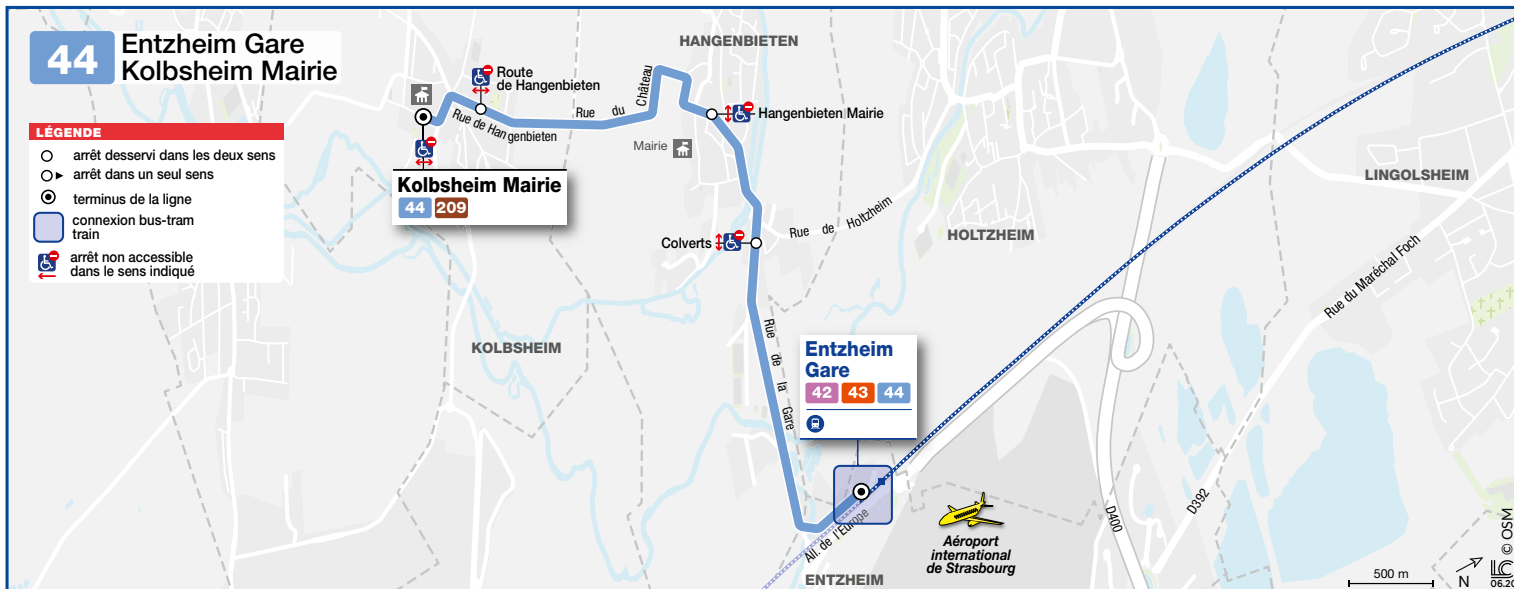 44
Entzheim Gare
Kolbsheim Mairie
LÉGENDE
arrêt desservi dans les deux sens
arrêt dans un seul sens
terminus de la ligne
connexion bus-tram
train
arrêt non accessible
dans le sens indiqué
HANGENBIETEN
Route
de Hangenbieten
Rue de Hangenbieten
Rue du Château
Hangenbieten Mairie
Mairie
Kolbsheim Mairie
44 209
Colverts
Rue de Holtzheim
HOLTZHEIM
LINGOLSHEIM
Rue du Maréchal Foch
KOLBSHEIM
Rue de la Gare
Entzheim
Gare
42 43 44
All. de l'Europe
ENTZHEIM
Aéroport
international
de Strasbourg
D400
D392
500 m
N
© OSM
06.20